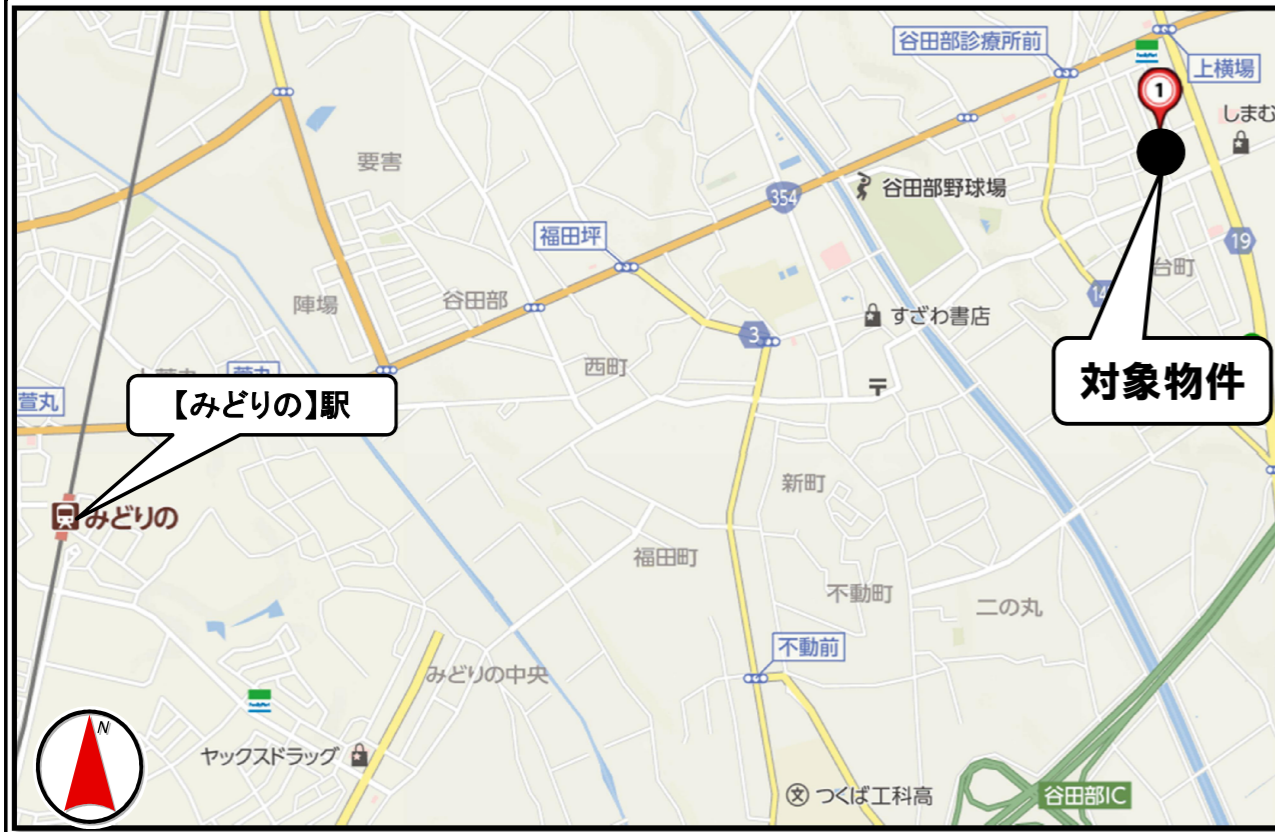 谷田部診療所前
上横場
1
しまむ
要害
354
谷田部野球場
福田坪
19
台町
陣場
谷田部
14
すざわ書店
3
西町
対象物件
萱丸
【みどりの】駅
〒
新町
みどりの
福田町
不動町
二の丸
不動前
みどりの中央
N
ヤックスドラッグ
文 つくば工科高
谷田部IC